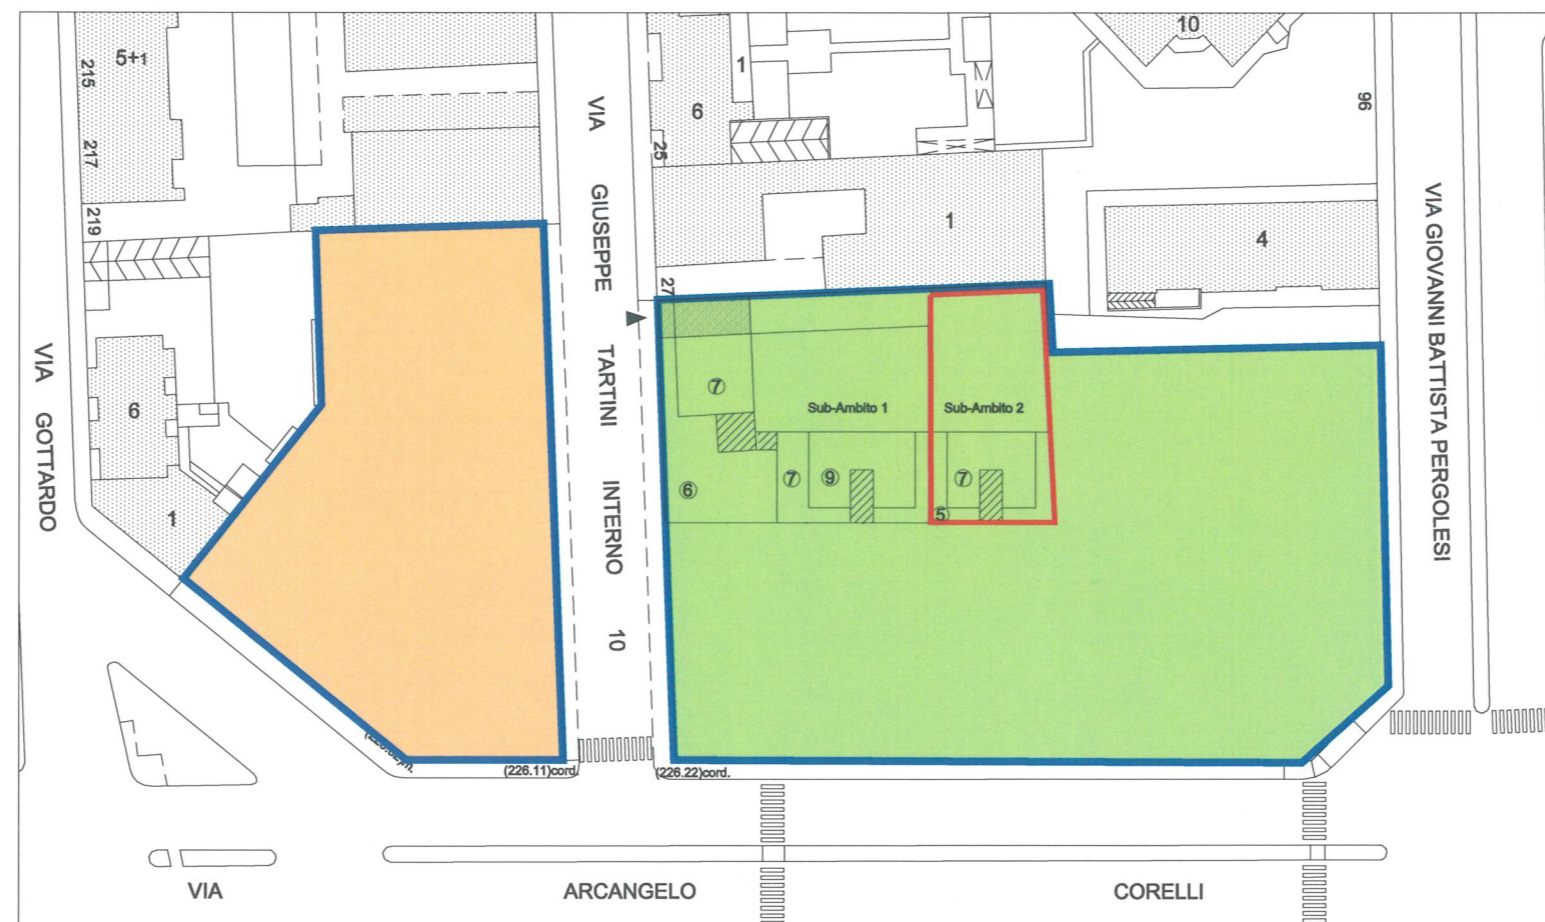 5+1
215
217
219
6
1
25
10
96
4
1
27
VIA GIUSEPPE TARTINI INTERNO 10
VIA GIOVANNI BATTISTA PERGOLESI
VIA GOTTARDO
6
1
7
Sub-Ambito 1
Sub-Ambito 2
6
7
9
7
5
(226.11)cord.
(226.22)cord.
VIA ARCANGELO CORELLI